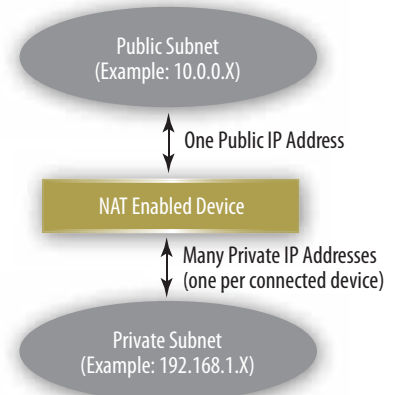 Public Subnet
(Example: 10.0.0.X)
One Public IP Address
NAT Enabled Device
Many Private IP Addresses
(one per connected device)
Private Subnet
(Example: 192.168.1.X)